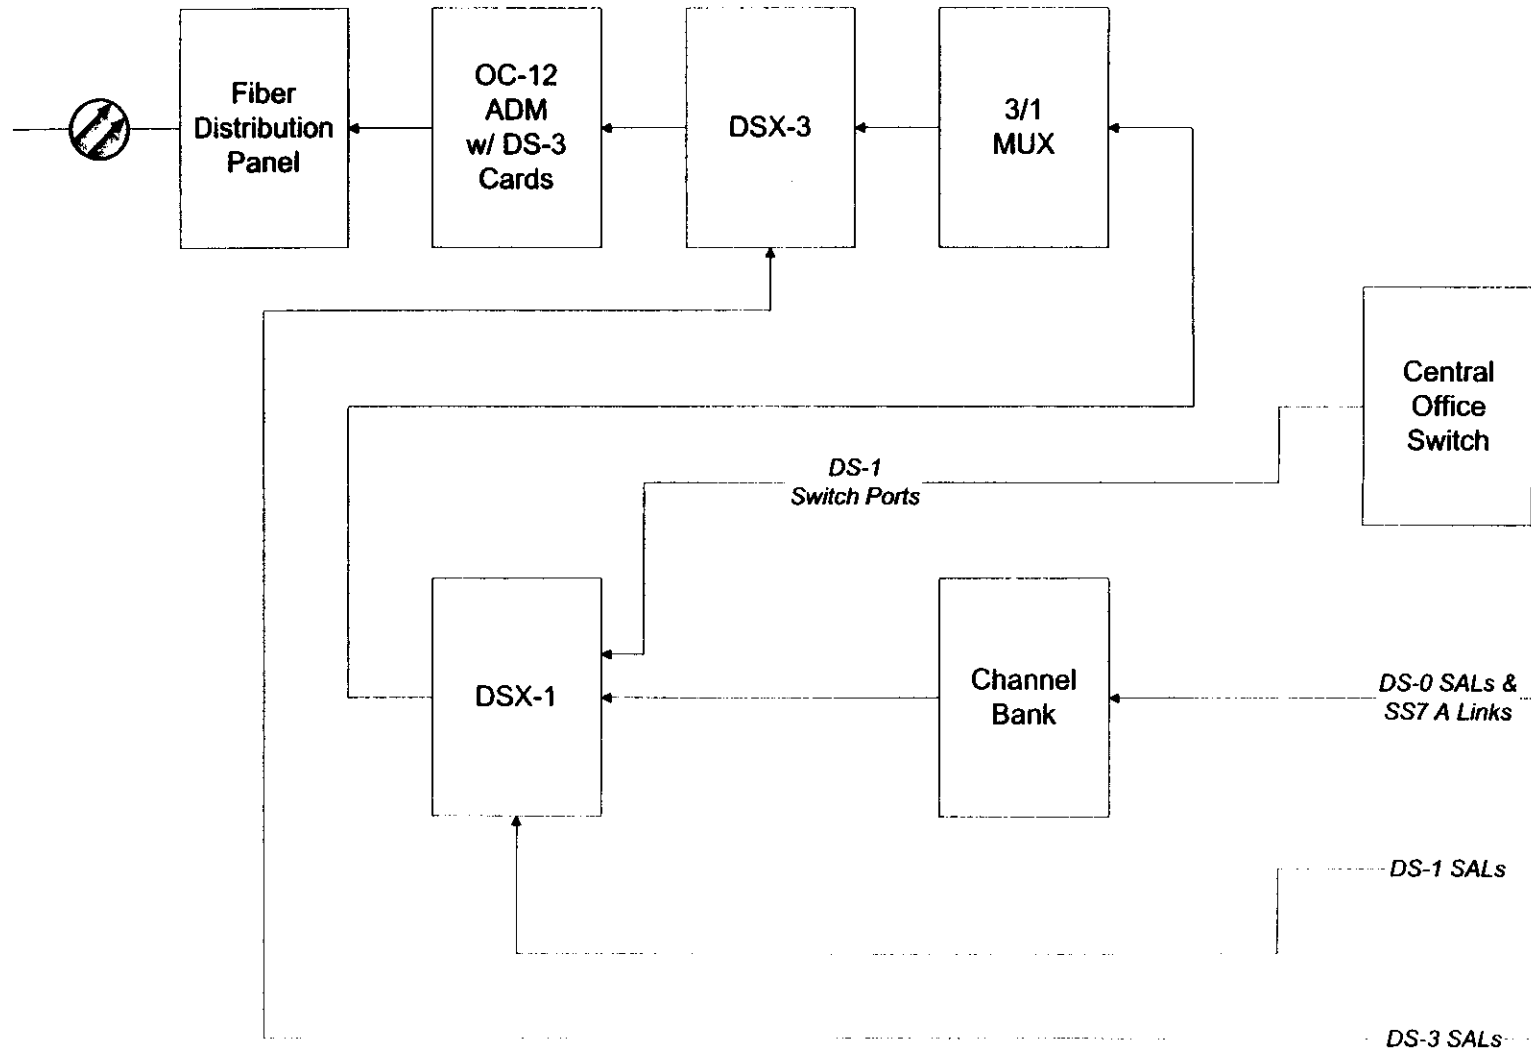 Fiber
Distribution
Panel
OC-12
ADM
w/ DS-3
Cards
DSX-3
3/1
MUX
Central
Office
Switch
DS-1
Switch Ports
DSX-1
Channel
Bank
DS-0 SALs &
SS7 A Links
DS-1 SALs
DS-3 SALs